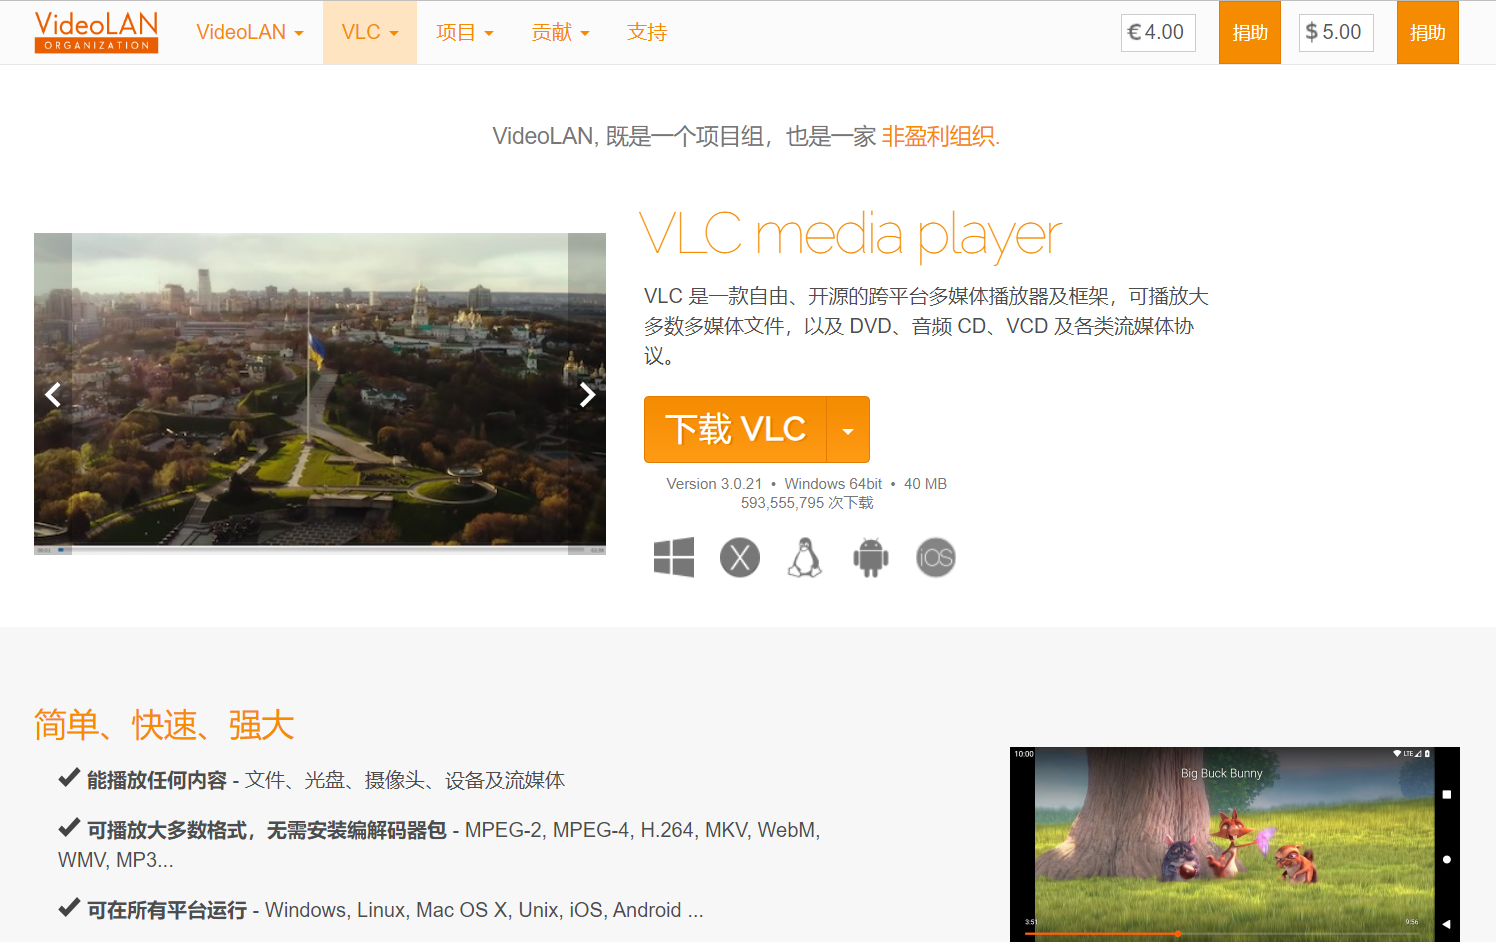 VideoLAN
ORGANIZATION
VideoLAN VLC 项目 贡献 支持 € 4.00 捐助 $ 5.00 捐助
VideoLAN, 既是一个项目组，也是一家 非盈利组织.
VLC media player
VLC 是一款自由、开源的跨平台多媒体播放器及框架，可播放大
多数多媒体文件，以及 DVD、音频 CD、VCD 及各类流媒体协
议。
下载 VLC
Version 3.0.21 • Windows 64bit • 40 MB
593,555,795 次下载
X iOS
简单、快速、强大
能播放任何内容 - 文件、光盘、摄像头、设备及流媒体
可播放大多数格式，无需安装编解码器包 - MPEG-2, MPEG-4, H.264, MKV, WebM,
WMV, MP3...
可在所有平台运行 - Windows, Linux, Mac OS X, Unix, iOS, Android ...
10:00 LTE
Big Buck Bunny
3:51 9:56